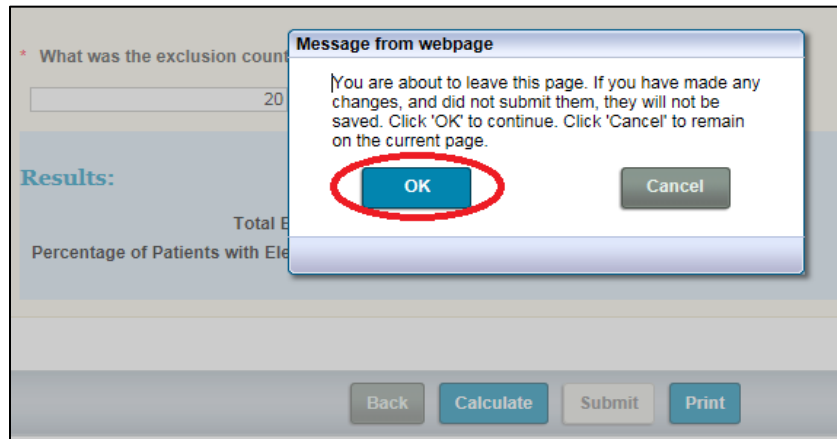 Message from webpage
You are about to leave this page. If you have made any
changes, and did not submit them, they will not be
saved. Click 'OK' to continue. Click 'Cancel' to remain
on the current page.
OK Cancel
* What was the exclusion count
20
Results:
Total E
Percentage of Patients with Ele
Back Calculate Submit Print